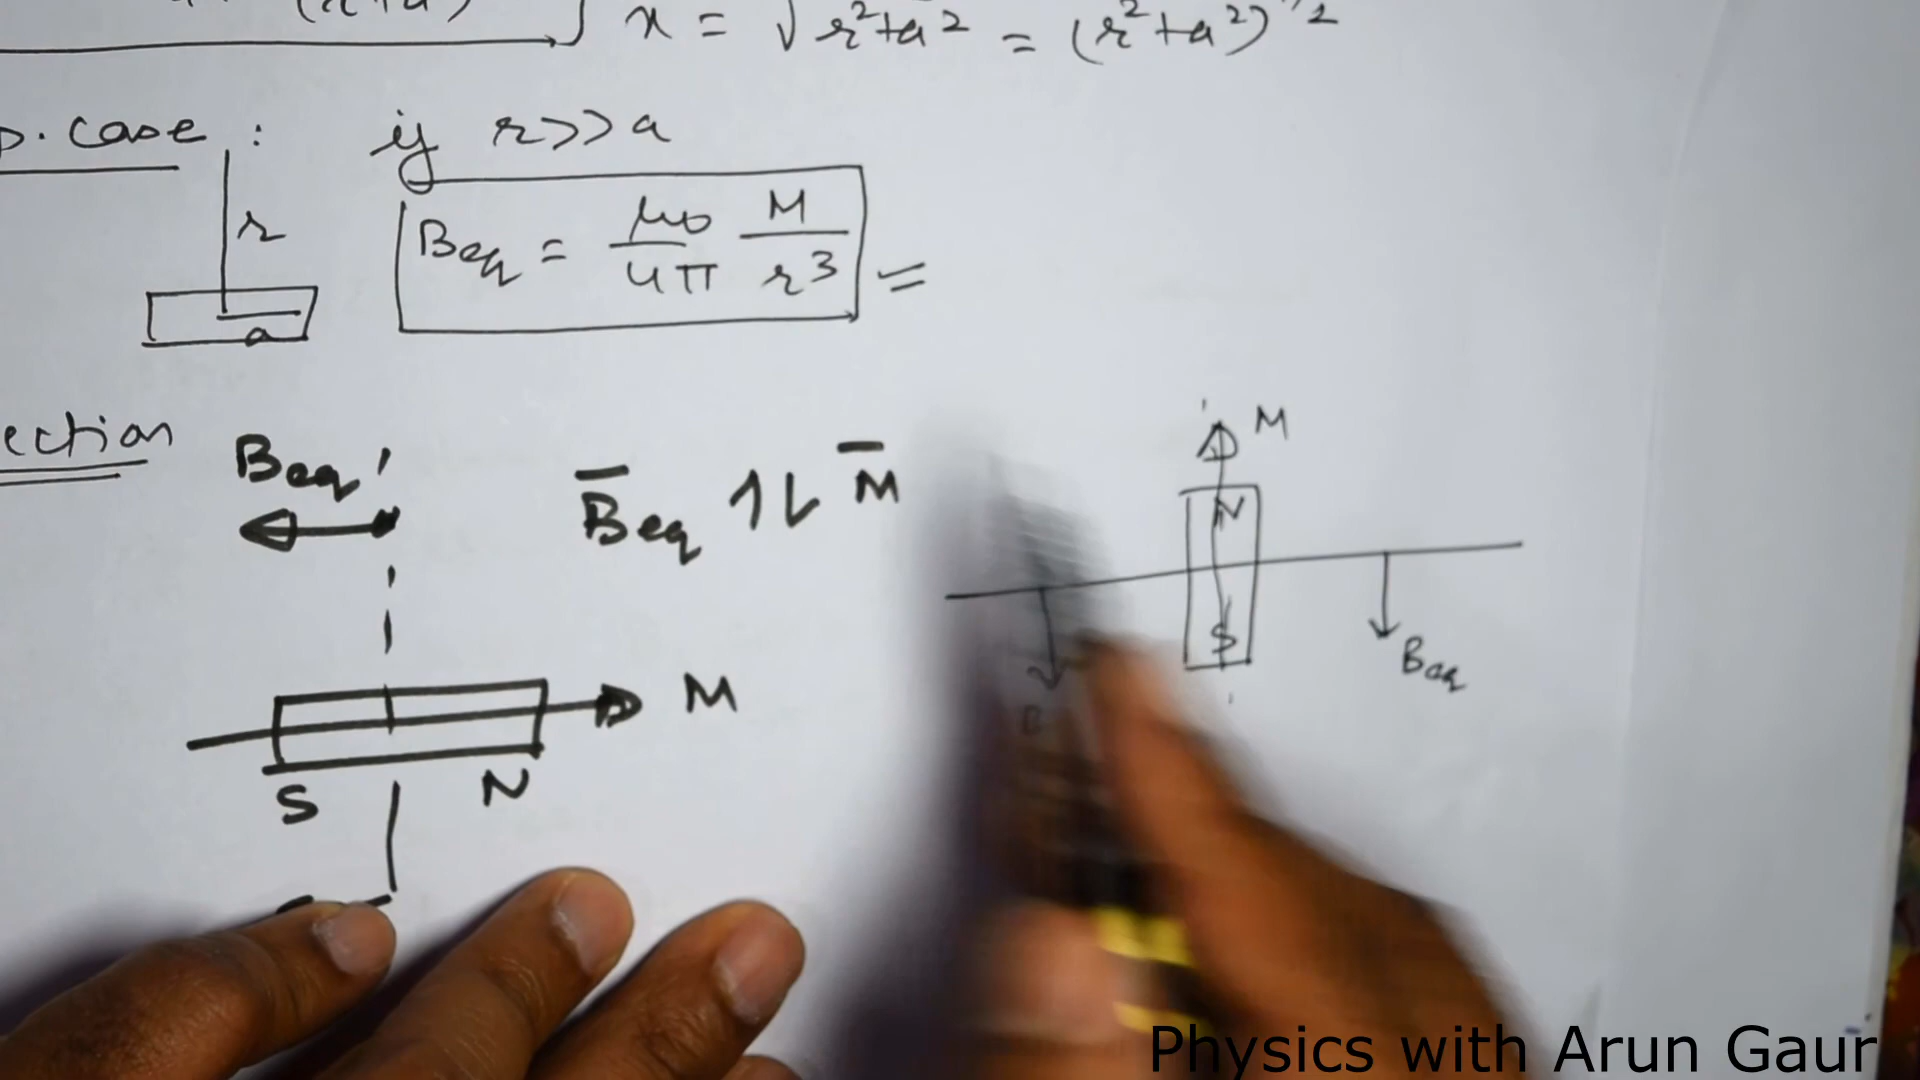 x = √r²+a² = (r²+a²)^1/2
p. case : if r>>a
r
Beq = μ0/4π M/r³ =
a
ection
Beq' B̅eq ↑↓ M̅
M
N
S
Beq
M
S N
Physics with Arun Gaur